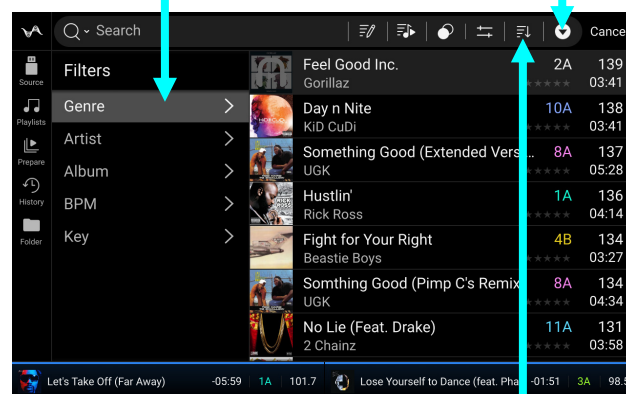 Search
Cance
Source
Playlists
Prepare
History
Folder
Filters
Genre
Artist
Album
BPM
Key
Feel Good Inc. 2A 139
Gorillaz 03:41
Day n Nite 10A 138
KiD CuDi 03:41
Something Good (Extended Vers... 8A 137
UGK 05:28
Hustlin' 1A 136
Rick Ross 04:14
Fight for Your Right 4B 134
Beastie Boys 03:27
Somthing Good (Pimp C's Remix 8A 134
UGK 04:34
No Lie (Feat. Drake) 11A 131
2 Chainz 03:58
Let's Take Off (Far Away) -05:59 1A 101.7 Lose Yourself to Dance (feat. Pha -01:51 3A 98.5